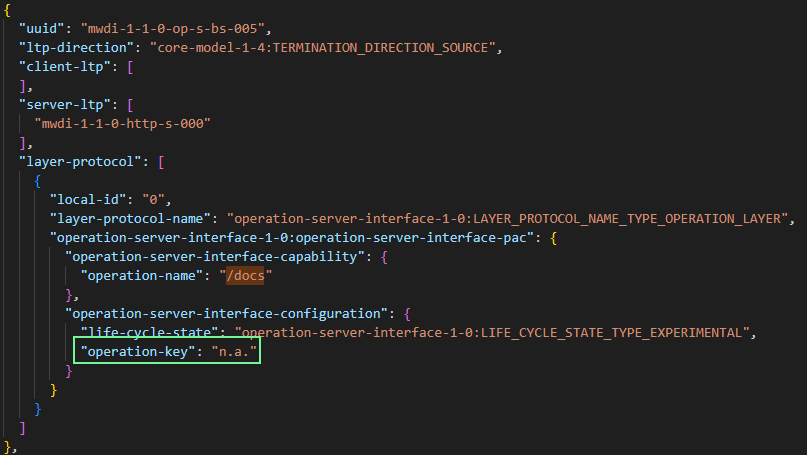 {
"uuid": "mwdi-1-1-0-op-s-bs-005",
"ltp-direction": "core-model-1-4:TERMINATION_DIRECTION_SOURCE",
"client-ltp": [
],
"server-ltp": [
"mwdi-1-1-0-http-s-000"
],
"layer-protocol": [
{
"local-id": "0",
"layer-protocol-name": "operation-server-interface-1-0:LAYER_PROTOCOL_NAME_TYPE_OPERATION_LAYER",
"operation-server-interface-1-0:operation-server-interface-pac": {
"operation-server-interface-capability": {
"operation-name": "/docs"
},
"operation-server-interface-configuration": {
"life-cycle-state": "operation-server-interface-1-0:LIFE_CYCLE_STATE_TYPE_EXPERIMENTAL",
"operation-key": "n.a."
}
}
}
]
},